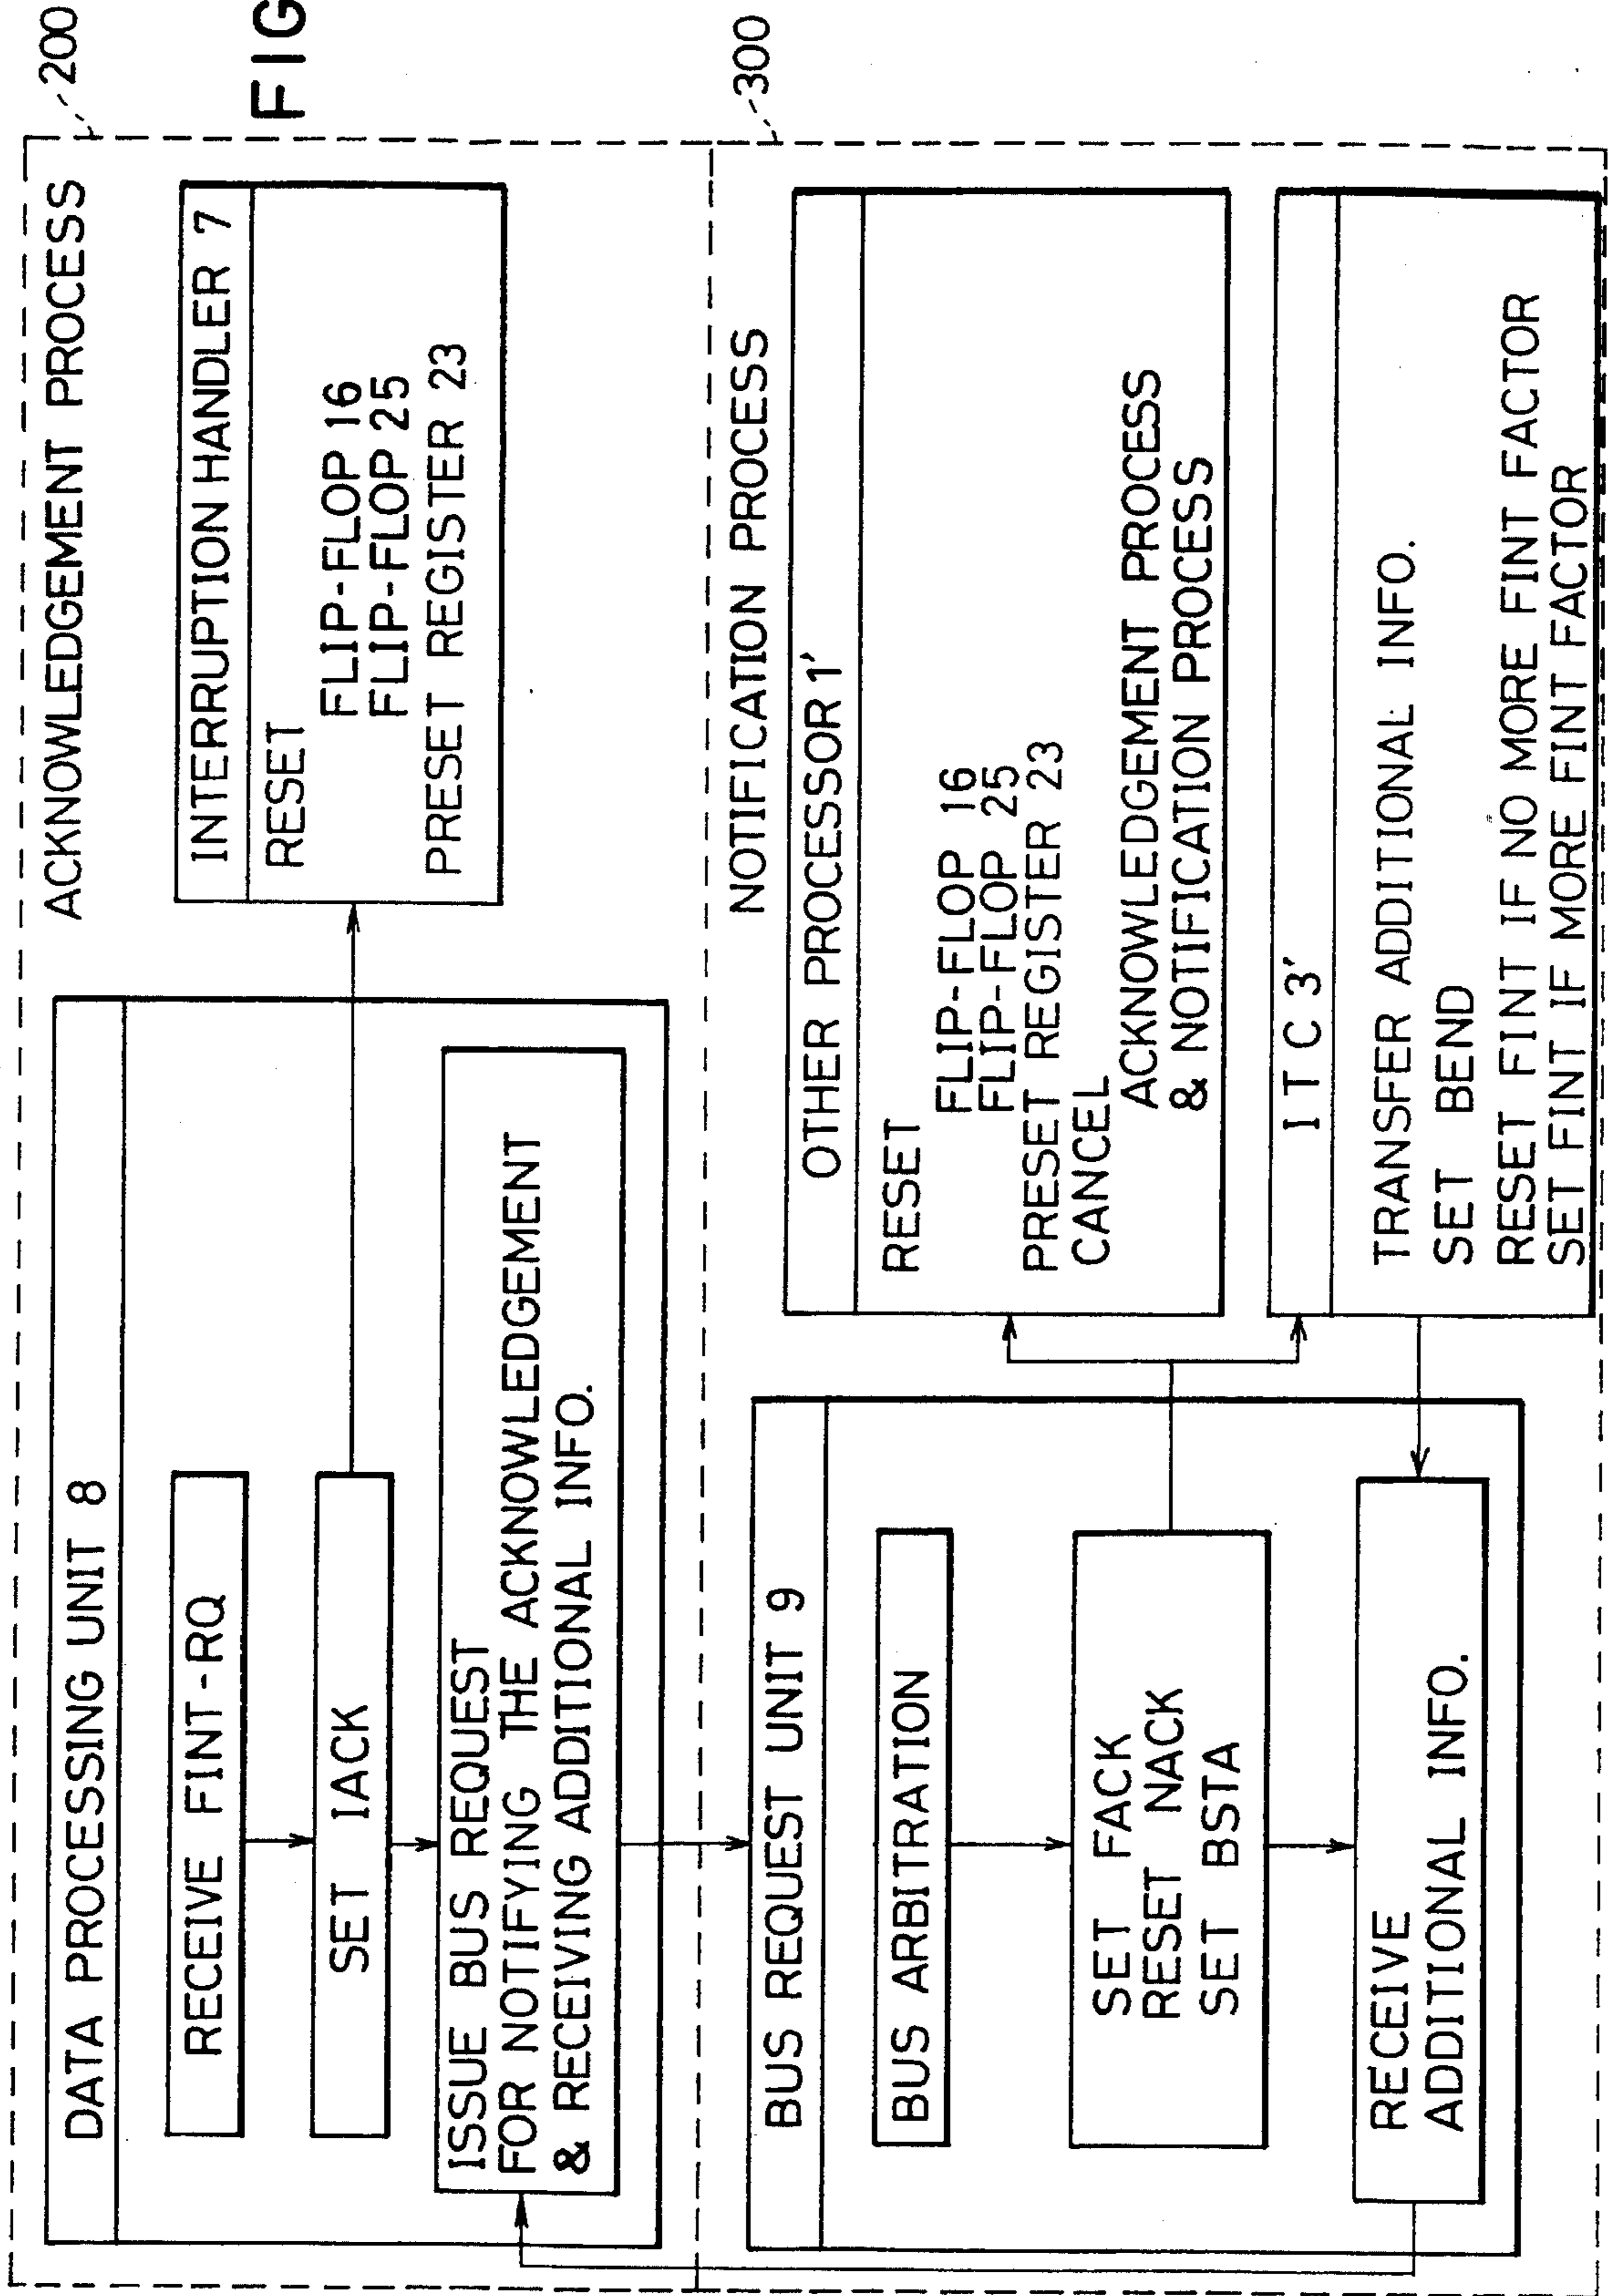 200
FIG
ACKNOWLEDGEMENT PROCESS
DATA PROCESSING UNIT 8
RECEIVE FINT-RQ
SET IACK
ISSUE BUS REQUEST
FOR NOTIFYING THE ACKNOWLEDGEMENT
& RECEIVING ADDITIONAL INFO.
INTERRUPTION HANDLER 7
RESET
FLIP-FLOP 16
FLIP-FLOP 25
PRESET REGISTER 23
300
NOTIFICATION PROCESS
BUS REQUEST UNIT 9
BUS ARBITRATION
SET FACK
RESET NACK
SET BSTA
RECEIVE
ADDITIONAL INFO.
OTHER PROCESSOR 1'
RESET
FLIP-FLOP 16
FLIP-FLOP 25
PRESET REGISTER 23
CANCEL
ACKNOWLEDGEMENT PROCESS
& NOTIFICATION PROCESS
ITC 3'
TRANSFER ADDITIONAL INFO.
SET BEND
RESET FINT IF NO MORE FINT FACTOR
SET FINT IF MORE FINT FACTOR